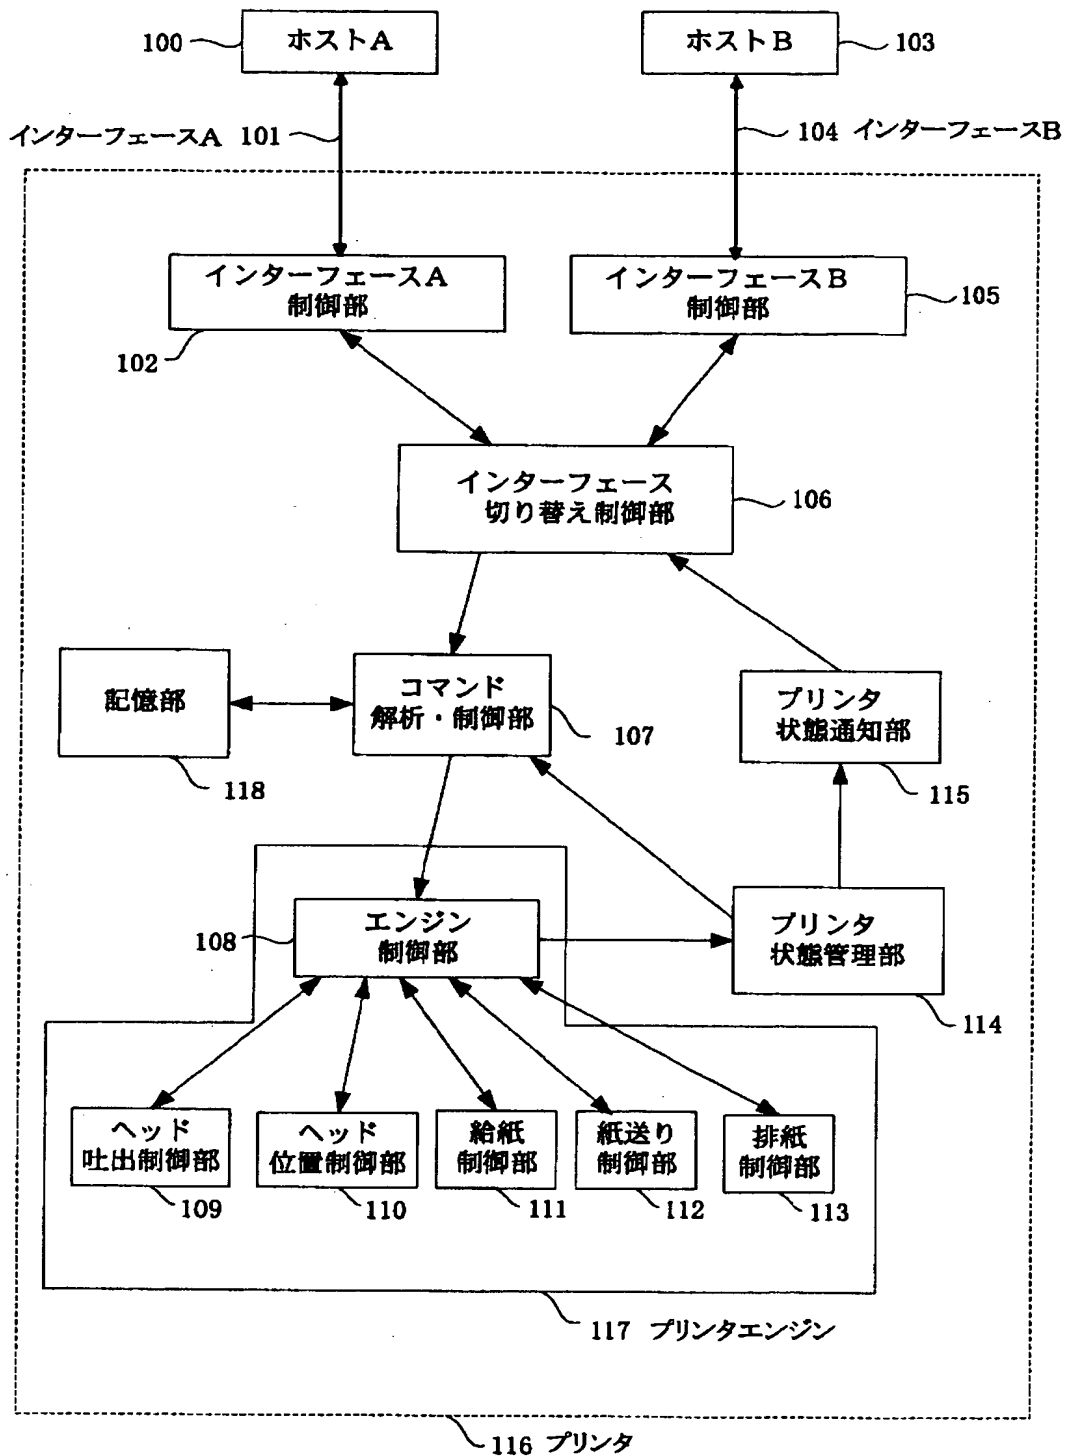 100 ホストA
ホストB 103
インターフェースA 101
104 インターフェースB
インターフェースA
制御部
102
インターフェースB
制御部
105
インターフェース
切り替え制御部
106
記憶部
118
コマンド
解析・制御部
107
プリンタ
状態通知部
115
108
エンジン
制御部
プリンタ
状態管理部
114
ヘッド
吐出制御部
109
ヘッド
位置制御部
110
給紙
制御部
111
紙送り
制御部
112
排紙
制御部
113
117 プリンタエンジン
116 プリンタ